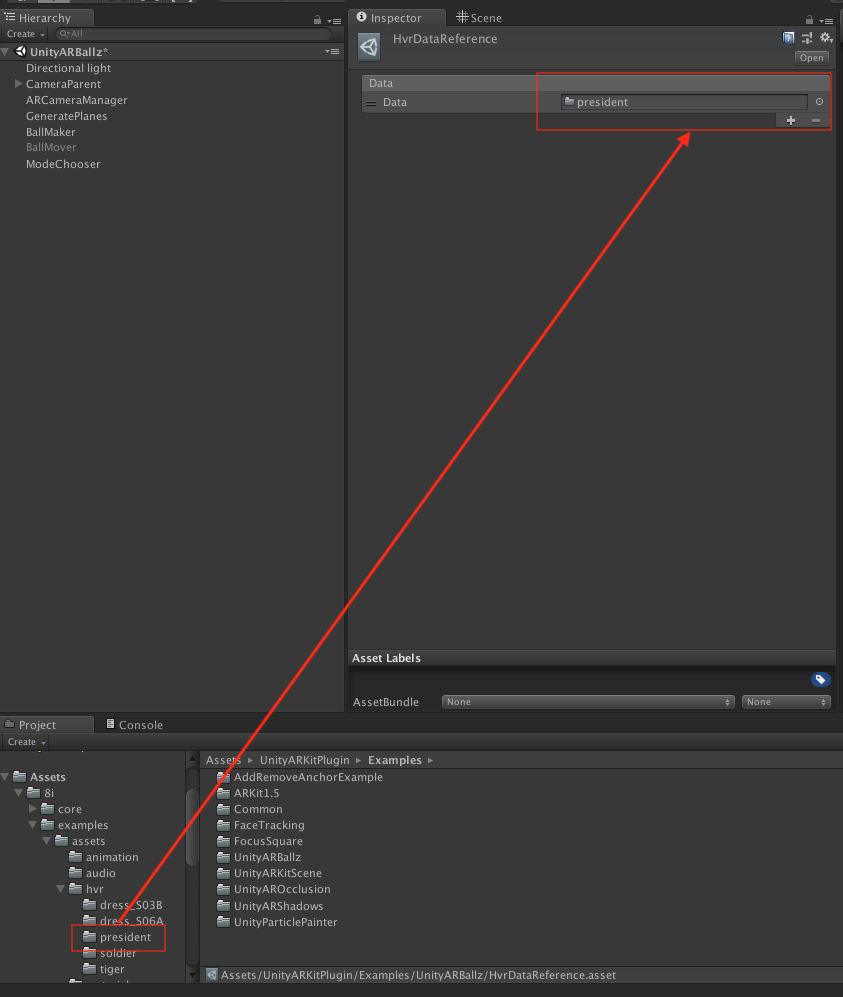 Hierarchy
Create
All
UnityARBallz*
Directional light
CameraParent
ARCameraManager
GeneratePlanes
BallMaker
BallMover
ModeChooser
Inspector
Scene
HvrDataReference
Open
Data
Data president
Asset Labels
AssetBundle None None
Project
Console
Create
Assets
8i
core
examples
assets
animation
audio
hvr
dress_S03B
dress_S06A
president
soldier
tiger
Assets UnityARKitPlugin Examples
AddRemoveAnchorExample
ARKit1.5
Common
FaceTracking
FocusSquare
UnityARBallz
UnityARKitScene
UnityAROcclusion
UnityARShadows
UnityParticlePainter
Assets/UnityARKitPlugin/Examples/UnityARBallz/HvrDataReference.asset